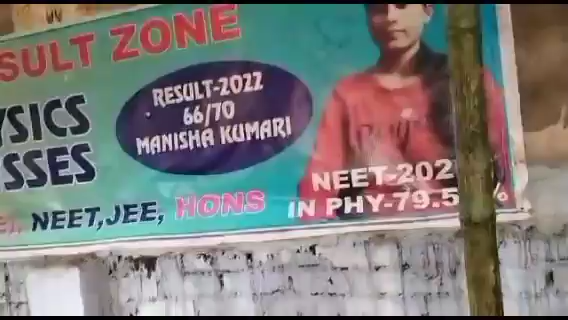 SULT ZONE
YSICS
SSES
RESULT-2022
66/70
MANISHA KUMARI
NEET, JEE, HONS
NEET-202
IN PHY-79.5 %